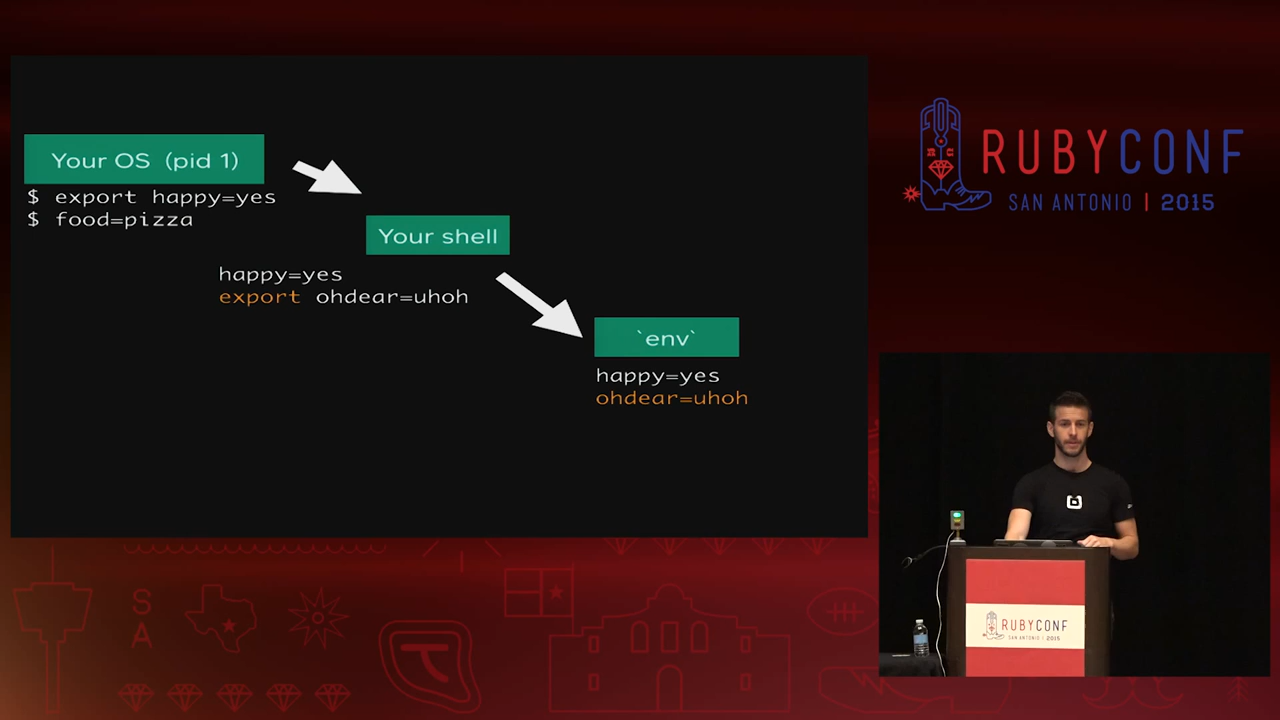 Your OS (pid 1)
$ export happy=yes
$ food=pizza
Your shell
happy=yes
export ohdear=uhoh
`env`
happy=yes
ohdear=uhoh
RUBYCONF
SAN ANTONIO | 2015
RUBYCONF
SAN ANTONIO | 2015
S
A